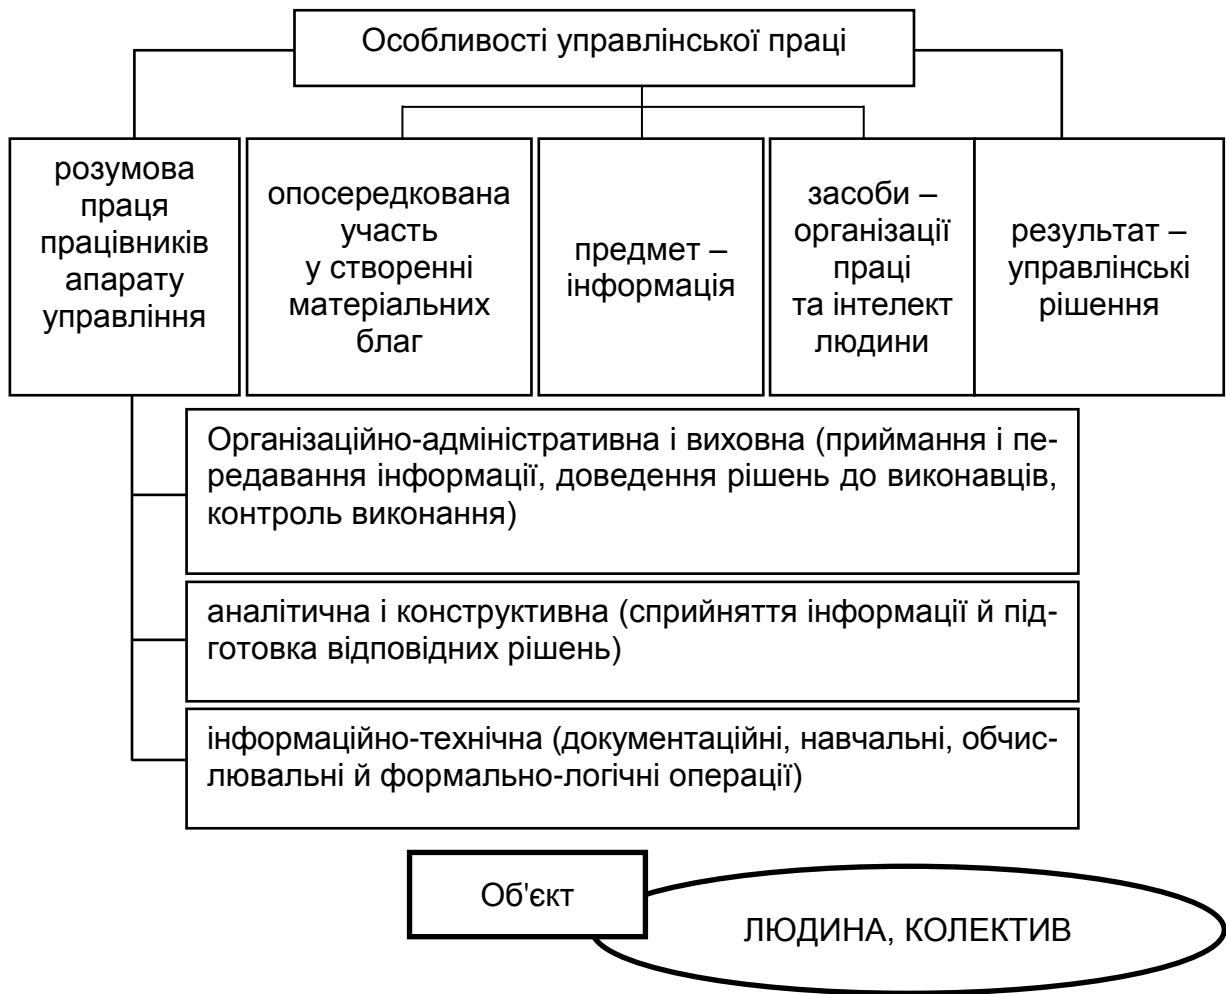 Особливості управлінської праці
розумова
праця
працівників
апарату
управління
опосередкована
участь
у створенні
матеріальних
благ
предмет –
інформація
засоби –
організації
праці
та інтелект
людини
результат –
управлінські
рішення
Організаційно-адміністративна і виховна (приймання і пе-
редавання інформації, доведення рішень до виконавців,
контроль виконання)
аналітична і конструктивна (сприйняття інформації й під-
готовка відповідних рішень)
інформаційно-технічна (документаційні, навчальні, обчис-
лювальні й формально-логічні операції)
Об'єкт
ЛЮДИНА, КОЛЕКТИВ